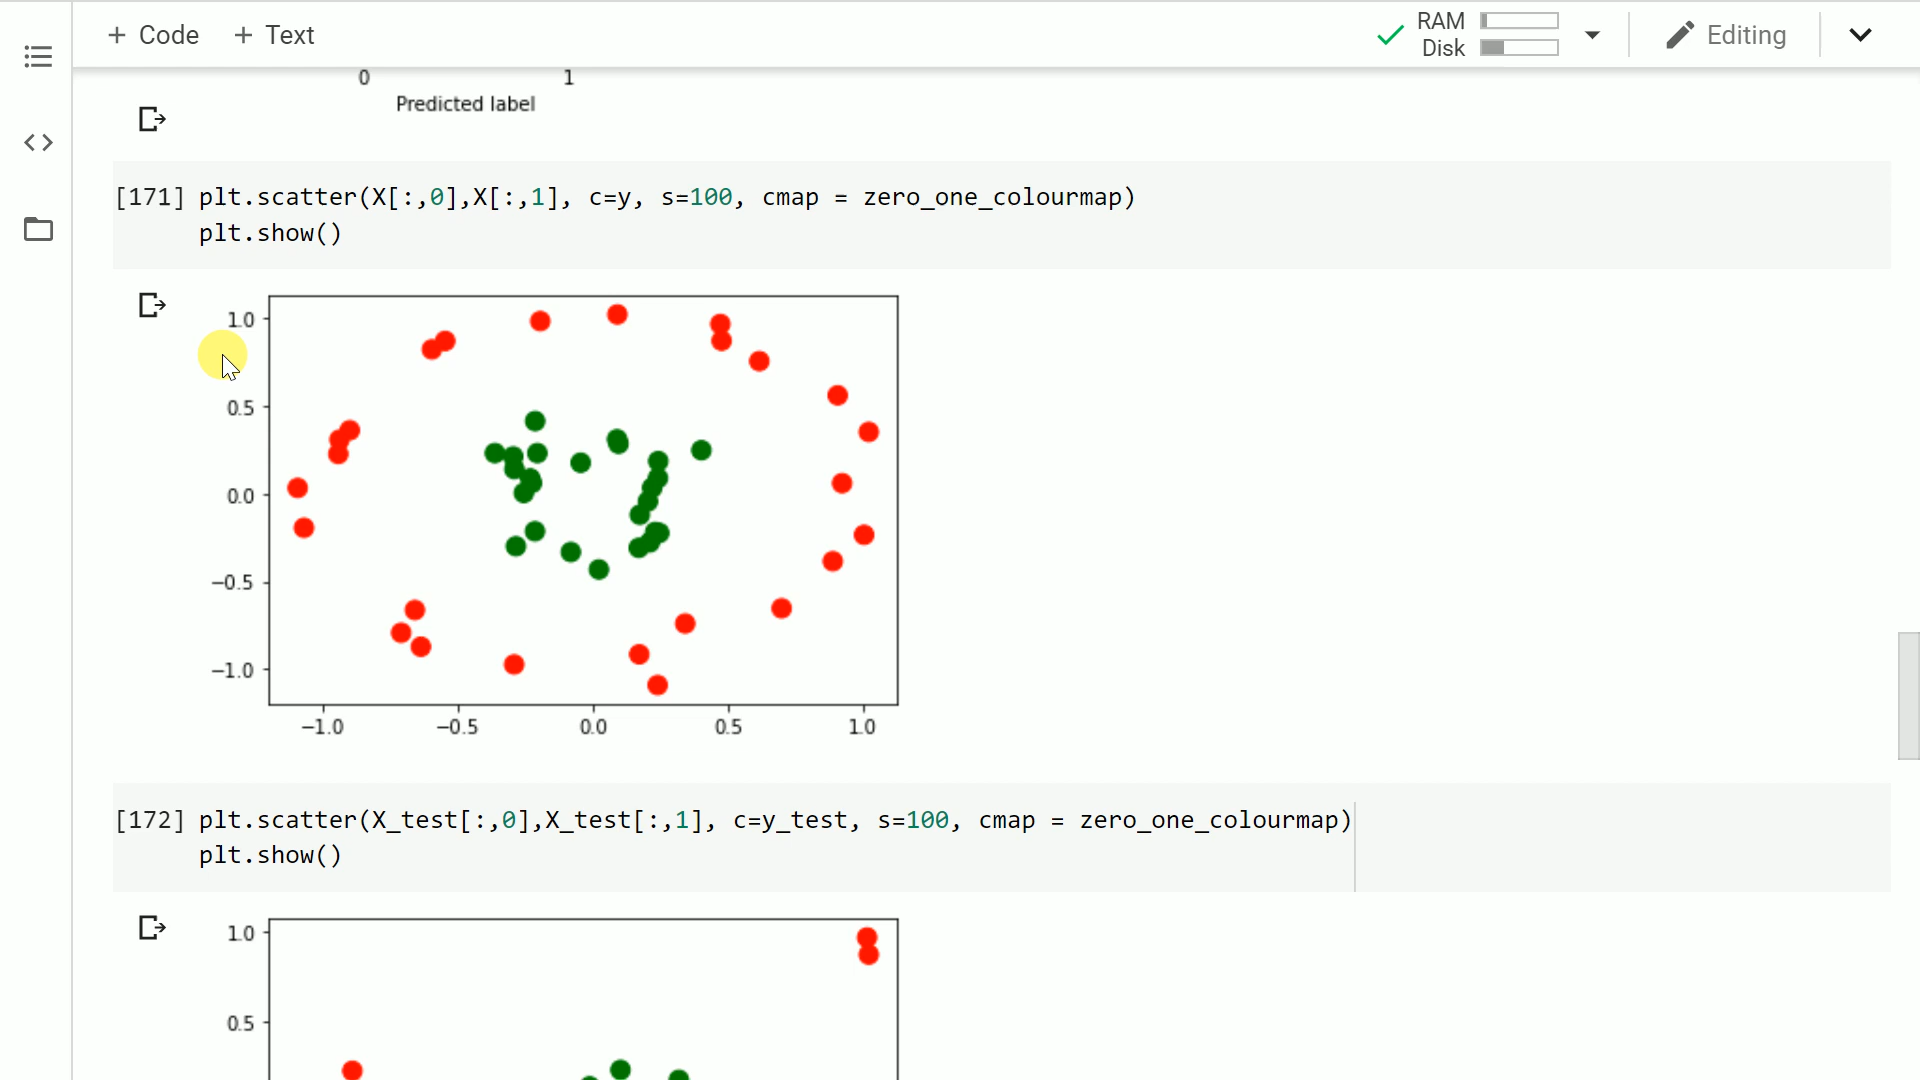 + Code + Text
RAM
Disk
Editing
0 1
Predicted label
[171] plt.scatter(X[:,0],X[:,1], c=y, s=100, cmap = zero_one_colourmap)
plt.show()
1.0
0.5
0.0
−0.5
−1.0
−1.0 −0.5 0.0 0.5 1.0
[172] plt.scatter(X_test[:,0],X_test[:,1], c=y_test, s=100, cmap = zero_one_colourmap)
plt.show()
1.0
0.5